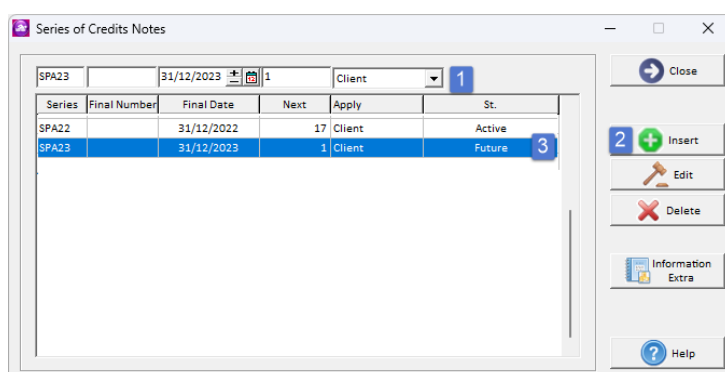 Series of Credits Notes
SPA23 31/12/2023 1 Client 1
Close
Series Final Number Final Date Next Apply St.
SPA22 31/12/2022 17 Client Active
SPA23 31/12/2023 1 Client Future 3
2 Insert
Edit
Delete
Information
Extra
Help